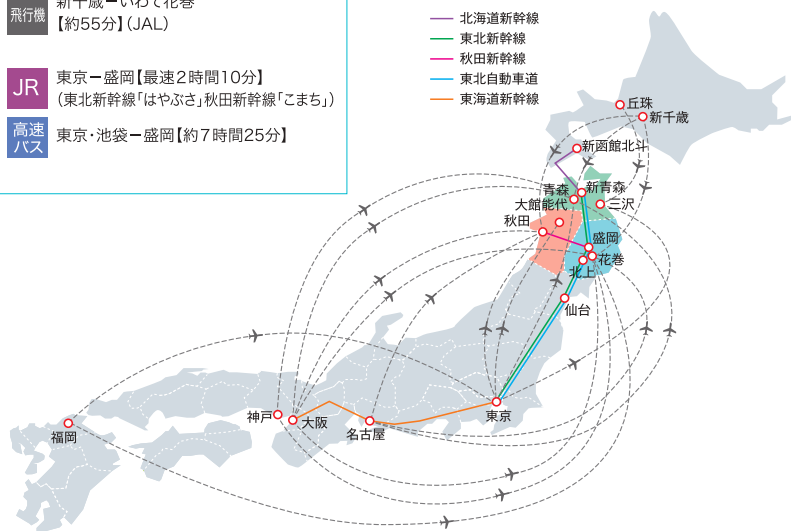 飛行機
新千歳ーいわて花巻
【約55分】(JAL)
JR
東京ー盛岡【最速2時間10分】
(東北新幹線「はやぶさ」秋田新幹線「こまち」)
高速
バス
東京・池袋ー盛岡【約7時間25分】
北海道新幹線
東北新幹線
秋田新幹線
東北自動車道
東海道新幹線
丘珠
新千歳
新函館北斗
青森
新青森
大館能代
三沢
秋田
盛岡
花巻
北上
仙台
神戸
大阪
名古屋
東京
福岡